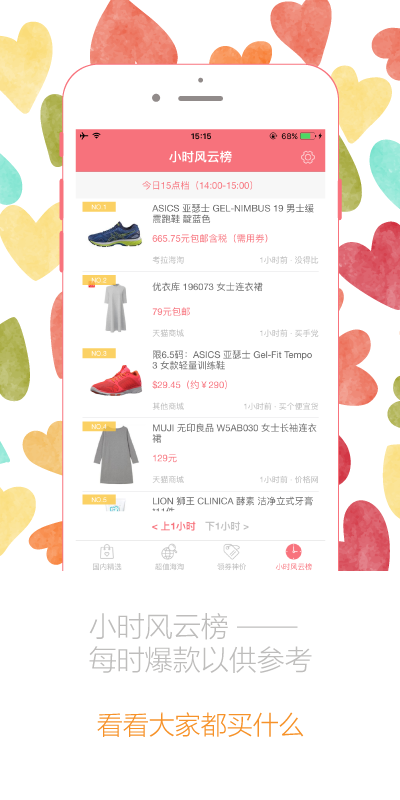 15:15
68%
小时风云榜
今日15点档（14:00-15:00）
NO.1
ASICS 亚瑟士 GEL-NIMBUS 19 男士缓
震跑鞋 靛蓝色
665.75元包邮含税（需用券）
考拉海淘
1小时前 · 没得比
NO.2
优衣库 196073 女士连衣裙
79元包邮
天猫商城
1小时前 · 买手党
NO.3
限6.5码：ASICS 亚瑟士 Gel-Fit Tempo
3 女款轻量训练鞋
$29.45（约￥290）
其他商城
1小时前 · 买个便宜货
NO.4
MUJI 无印良品 W5AB030 女士长袖连衣
裙
129元
天猫商城
1小时前 · 价格网
NO.5
LION 狮王 CLINICA 酵素 洁净立式牙膏
< 上1小时 下1小时 >
国内精选
超值海淘
领券神价
小时风云榜
小时风云榜 ——
每时爆款以供参考
看看大家都买什么